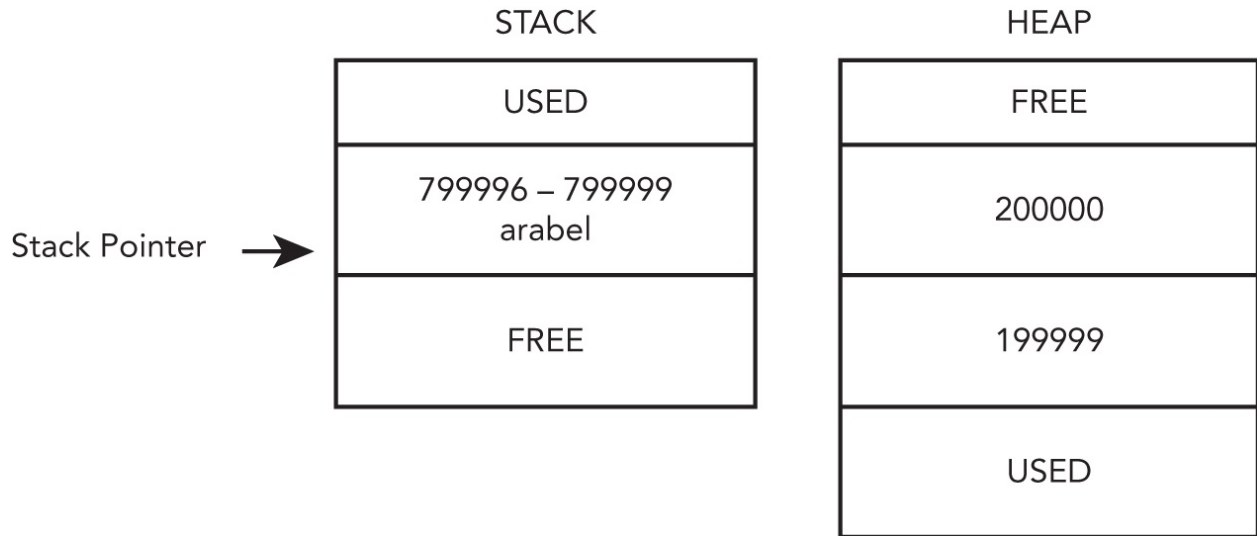 STACK
USED
799996 – 799999
arabel
Stack Pointer
FREE
HEAP
FREE
200000
199999
USED